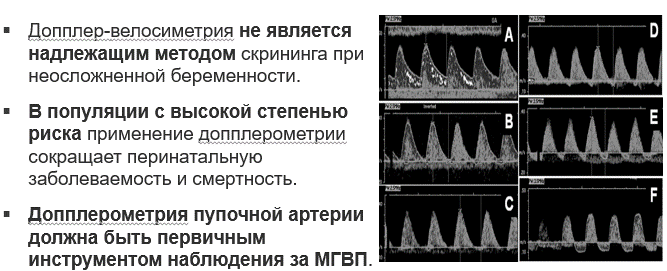 Допплер-велосиметрия не является
надлежащим методом скрининга при
неосложненной беременности.
В популяции с высокой степенью
риска применение допплерометрии
сокращает перинатальную
заболеваемость и смертность.
Допплерометрия пупочной артерии
должна быть первичным
инструментом наблюдения за МГВП.
A
B
C
D
E
F